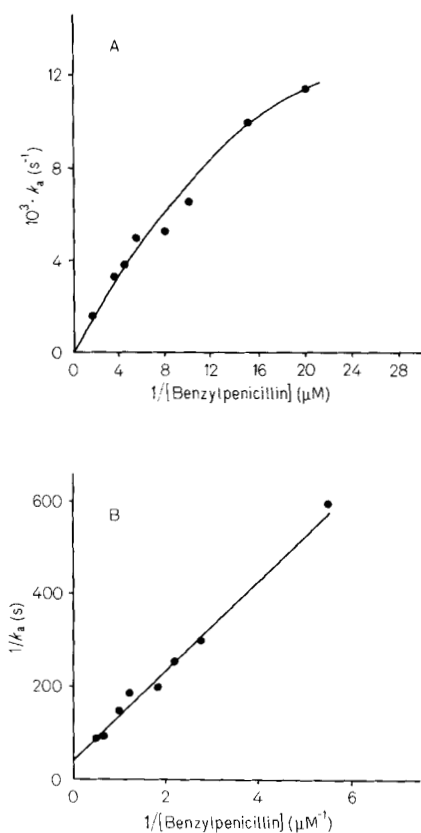 A
12
8
4
0
10³ · kₐ (s⁻¹)
0 4 8 12 16 20 24 28
1/[Benzylpenicillin] (μM)
B
600
400
200
0
1/kₐ (s)
0 2 4 6
1/[Benzylpenicillin] (μM⁻¹)